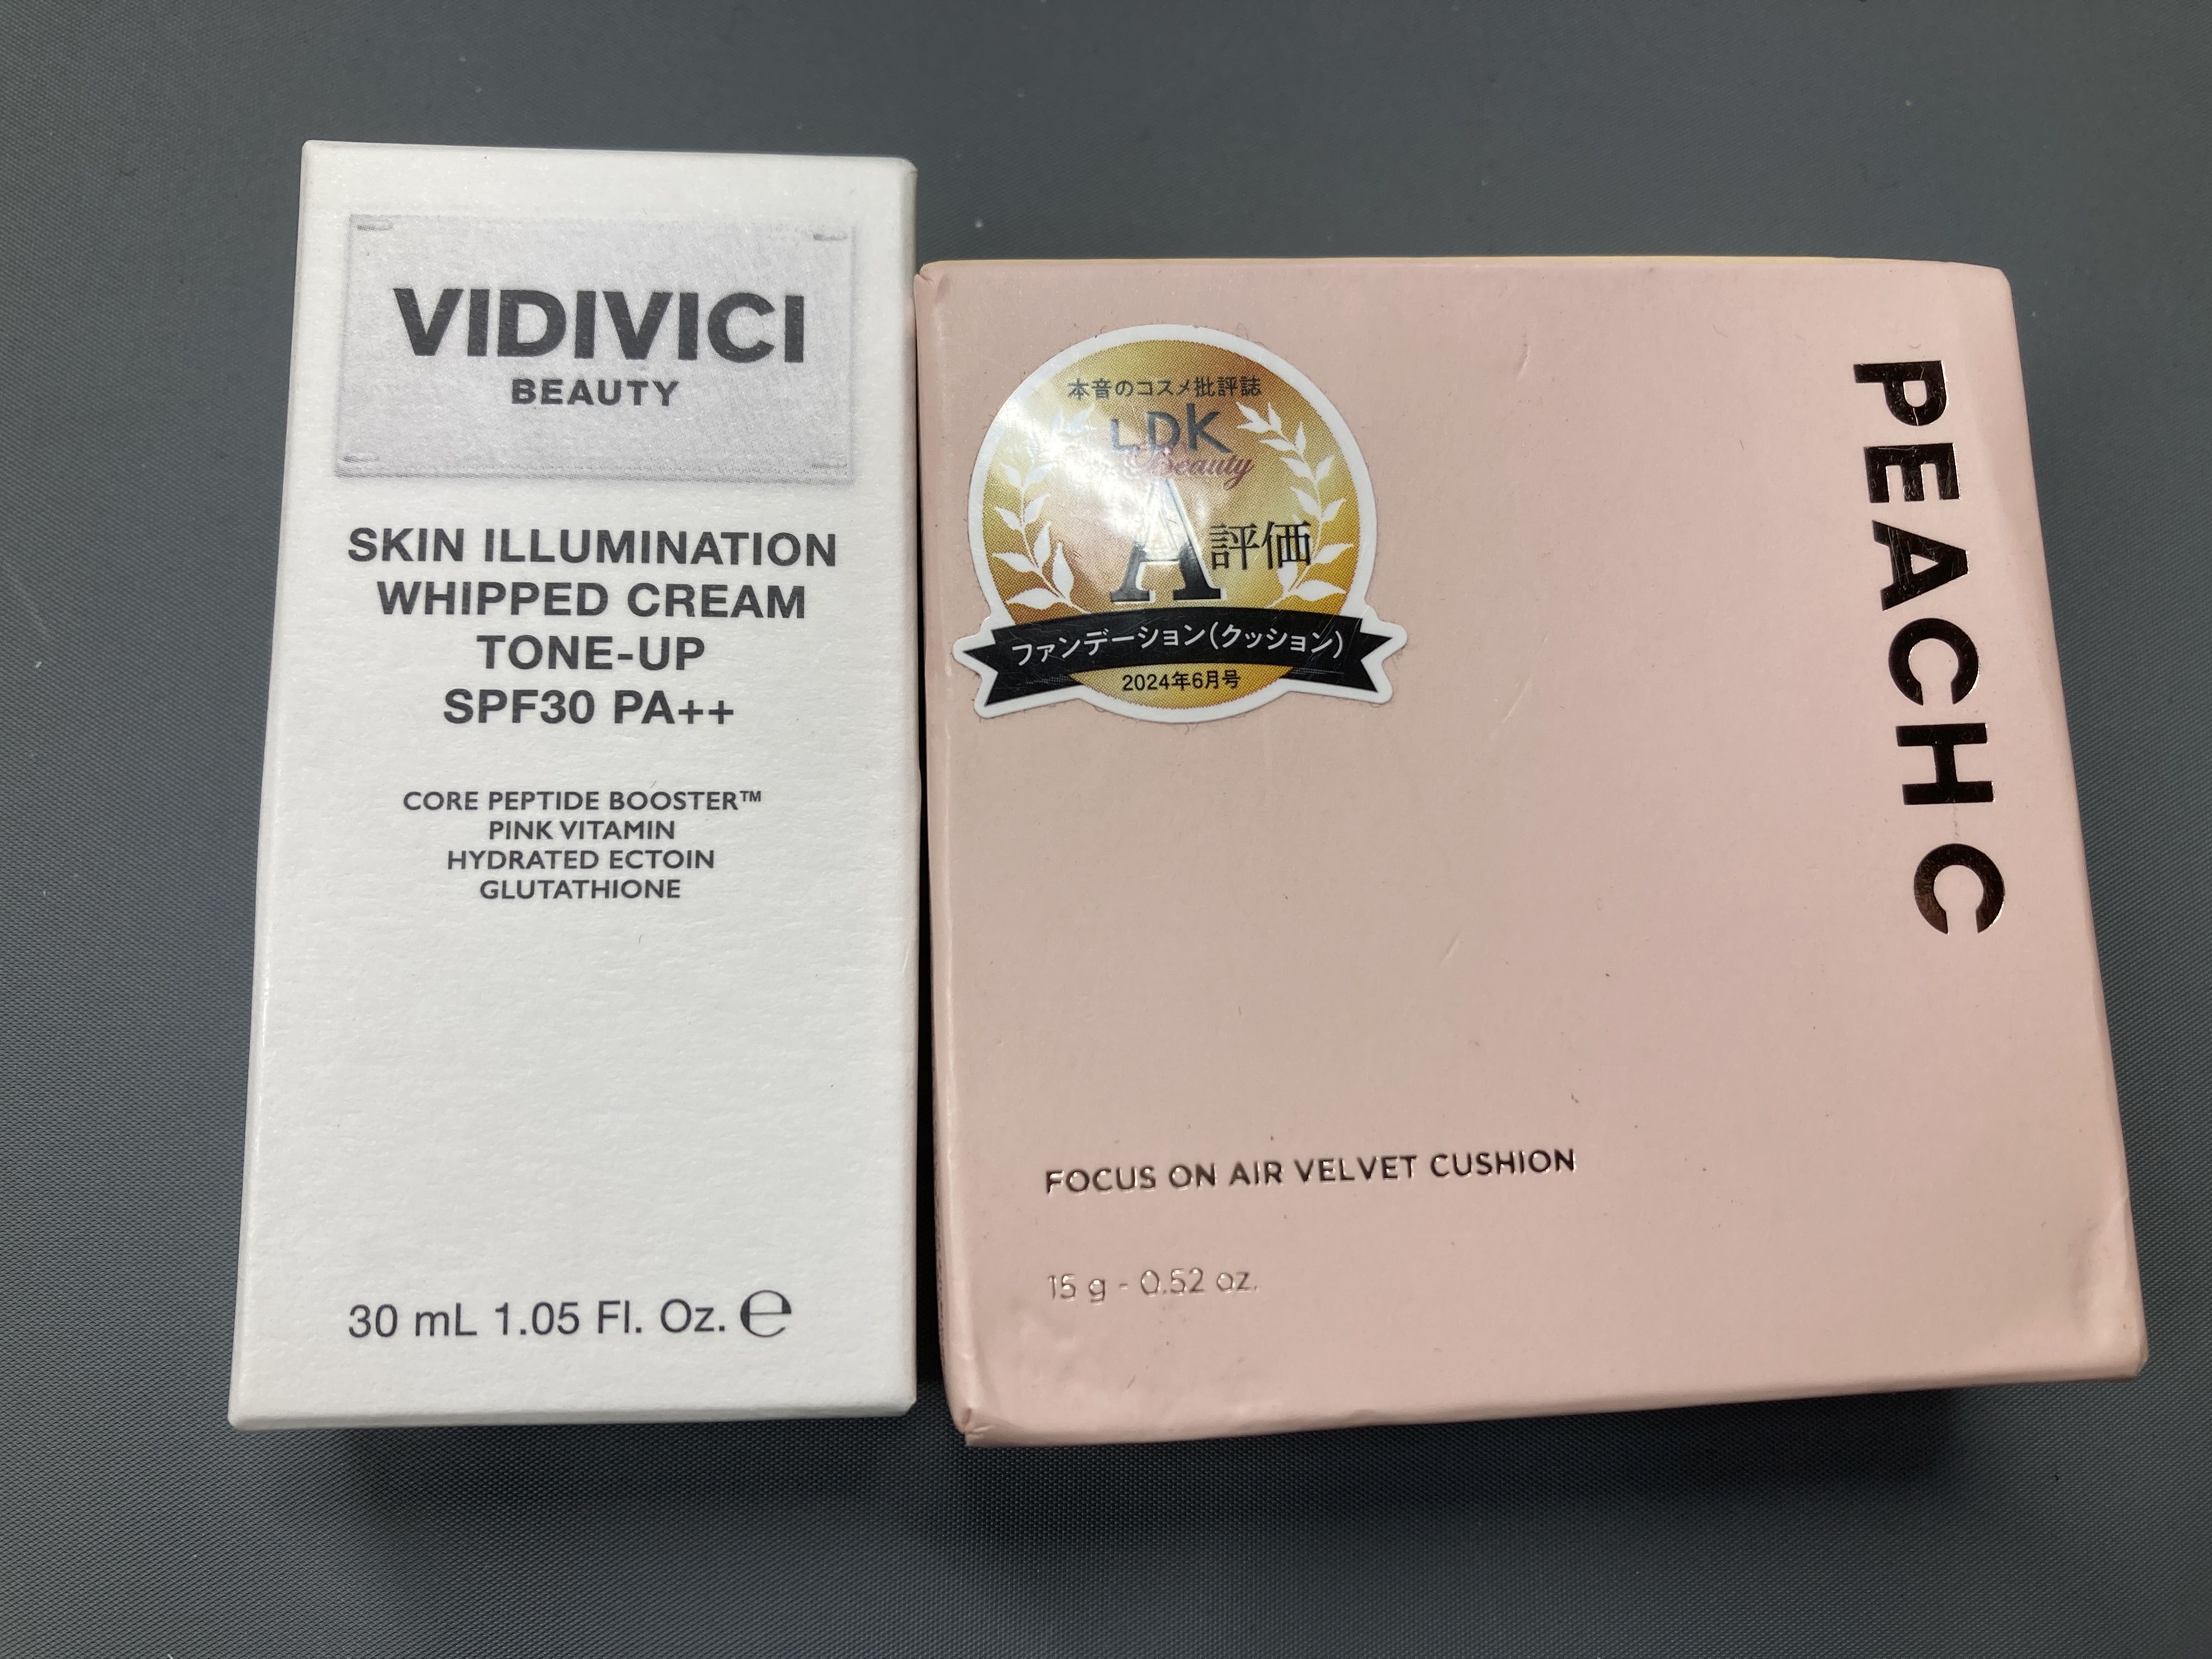 VIDIVICI
BEAUTY
SKIN ILLUMINATION
WHIPPED CREAM
TONE-UP
SPF30 PA++
CORE PEPTIDE BOOSTER™
PINK VITAMIN
HYDRATED ECTOIN
GLUTATHIONE
30 mL 1.05 Fl. Oz. ℮
本音のコスメ批評誌
LDK
Beauty
A評価
ファンデーション(クッション)
2024年6月号
PEACH C
FOCUS ON AIR VELVET CUSHION
15 g - 0.52 oz.